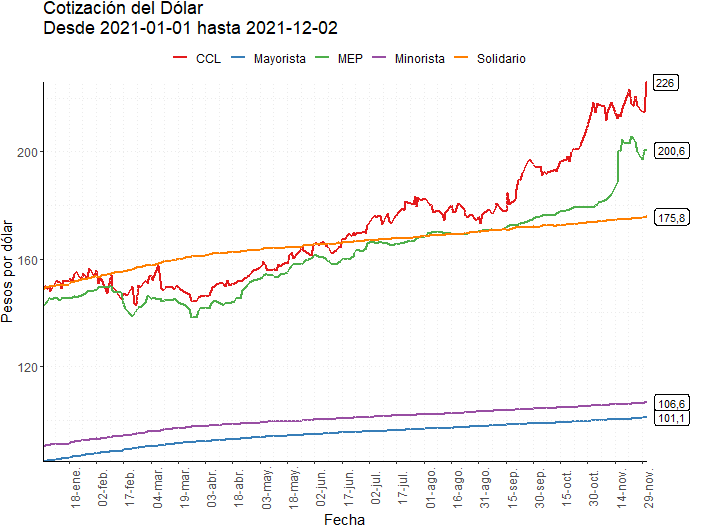 Cotización del Dólar
Desde 2021-01-01 hasta 2021-12-02
CCL Mayorista MEP Minorista Solidario
Pesos por dólar
200
160
120
226
200,6
175,8
106,6
101,1
18-ene. 02-feb. 17-feb. 04-mar. 19-mar. 03-abr. 18-abr. 03-may. 18-may. 02-jun. 17-jun. 02-jul. 17-jul. 01-ago. 16-ago. 31-ago. 15-sep. 30-sep. 15-oct. 30-oct. 14-nov. 29-nov.
Fecha